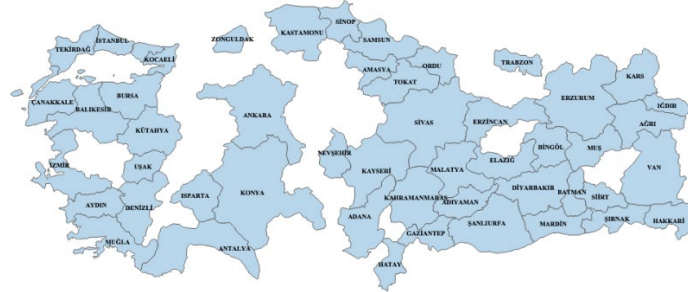 SİNOP
KASTAMONU
İSTANBUL
ZONGULDAK
SAMSUN
TEKİRDAĞ
KOCAELİ
TRABZON
ORDU
AMASYA
KARS
TOKAT
BURSA
ERZURUM
ÇANAKKALE
BALIKESİR
IĞDIR
ANKARA
ERZİNCAN
SİVAS
AĞRI
KÜTAHYA
BİNGÖL
MUŞ
NEVŞEHİR
ELAZIĞ
İZMİR
UŞAK
VAN
MALATYA
KAYSERİ
DİYARBAKIR
KONYA
BATMAN
ISPARTA
KAHRAMANMARAŞ
SİİRT
ADIYAMAN
AYDIN
DENİZLİ
ADANA
ŞIRNAK
HAKKARİ
ŞANLIURFA
MARDİN
GAZİANTEP
MUĞLA
ANTALYA
HATAY